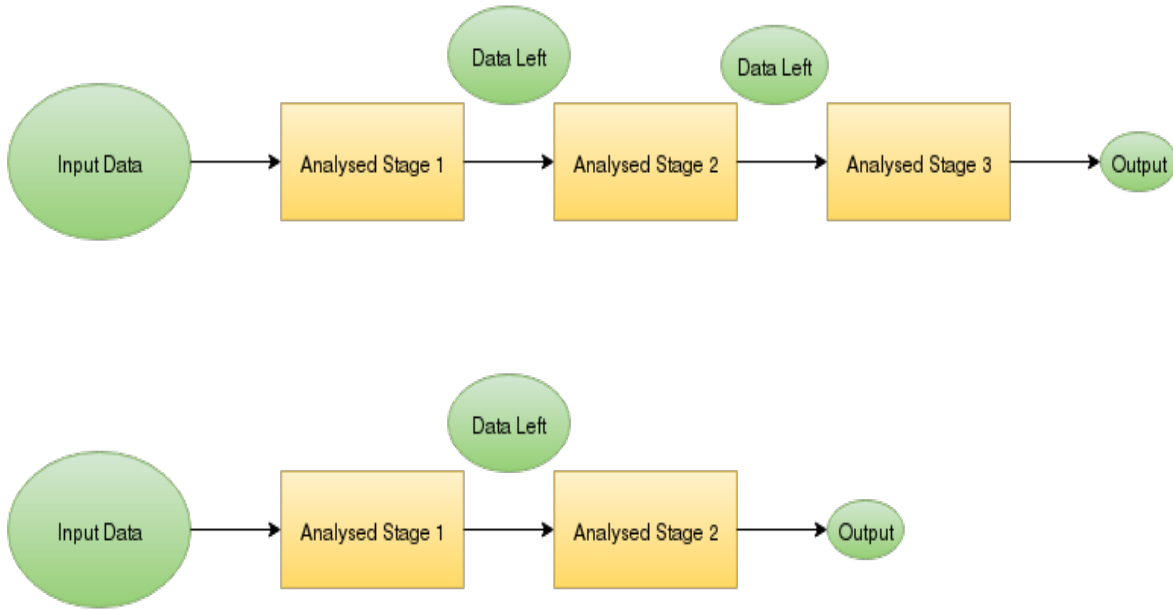 Data Left
Data Left
Input Data
Analysed Stage 1
Analysed Stage 2
Analysed Stage 3
Output
Data Left
Input Data
Analysed Stage 1
Analysed Stage 2
Output